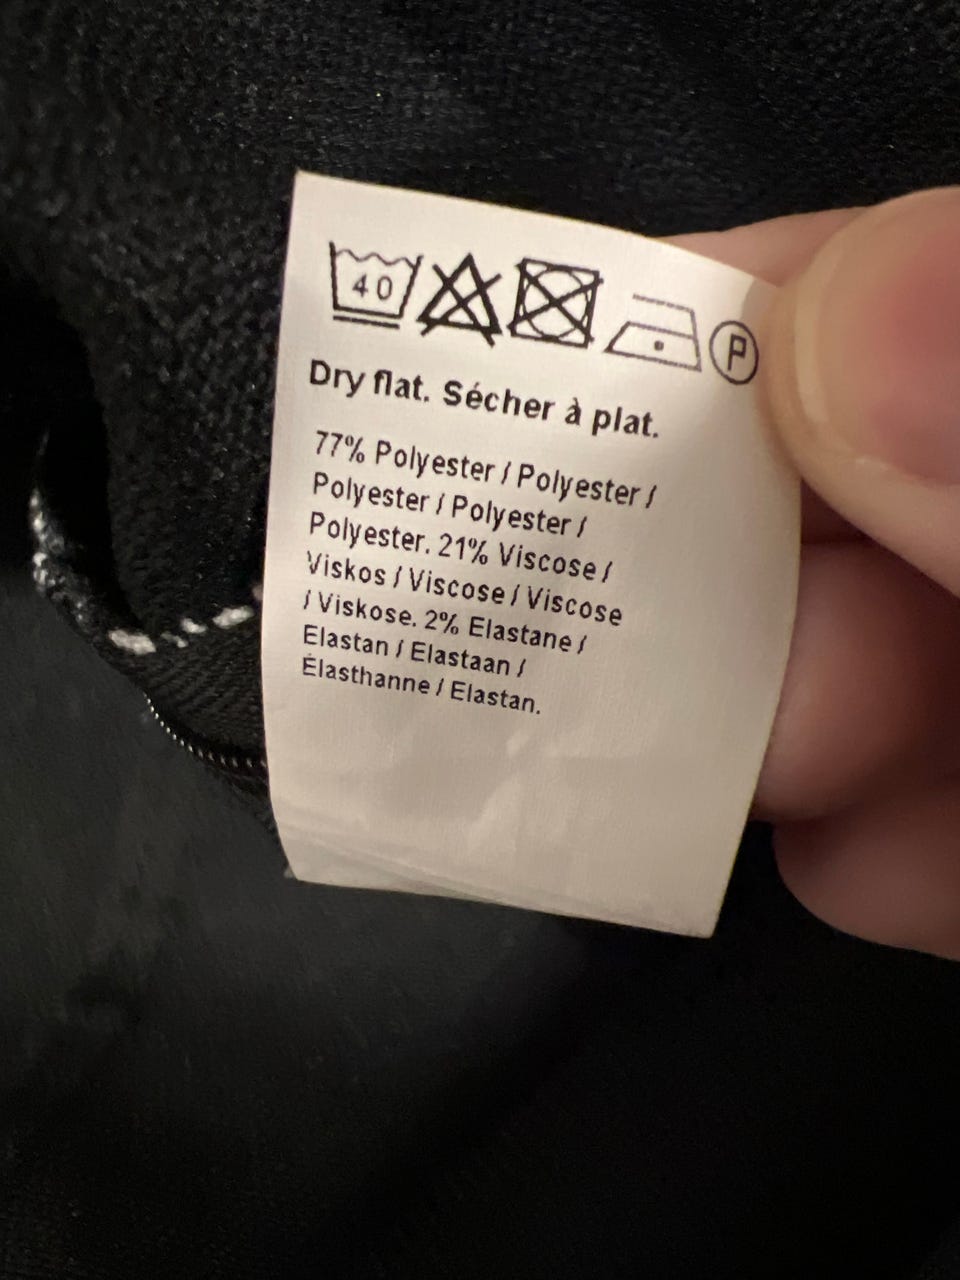 40
P
Dry flat. Sécher à plat.
77% Polyester / Polyester /
Polyester / Polyester /
Polyester. 21% Viscose /
Viskos / Viscose / Viscose
/ Viskose. 2% Elastane /
Elastan / Elastaan /
Élasthanne / Elastan.